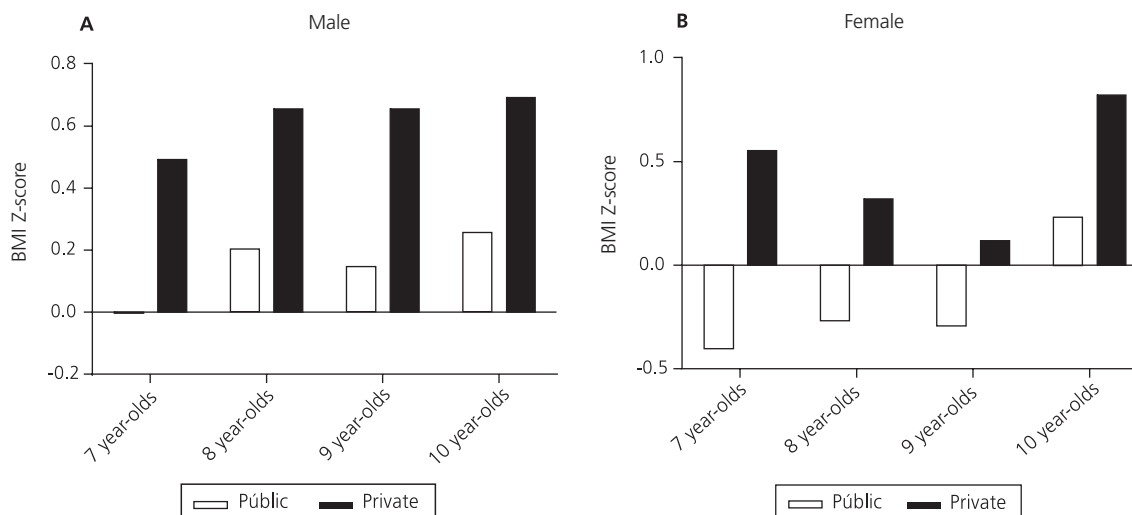 A Male
BMI Z-score
0.8
0.6
0.4
0.2
0.0
-0.2
7 year-olds
8 year-olds
9 year-olds
10 year-olds
Públic Private
B Female
BMI Z-score
1.0
0.5
0.0
-0.5
7 year-olds
8 year-olds
9 year-olds
10 year-olds
Públic Private